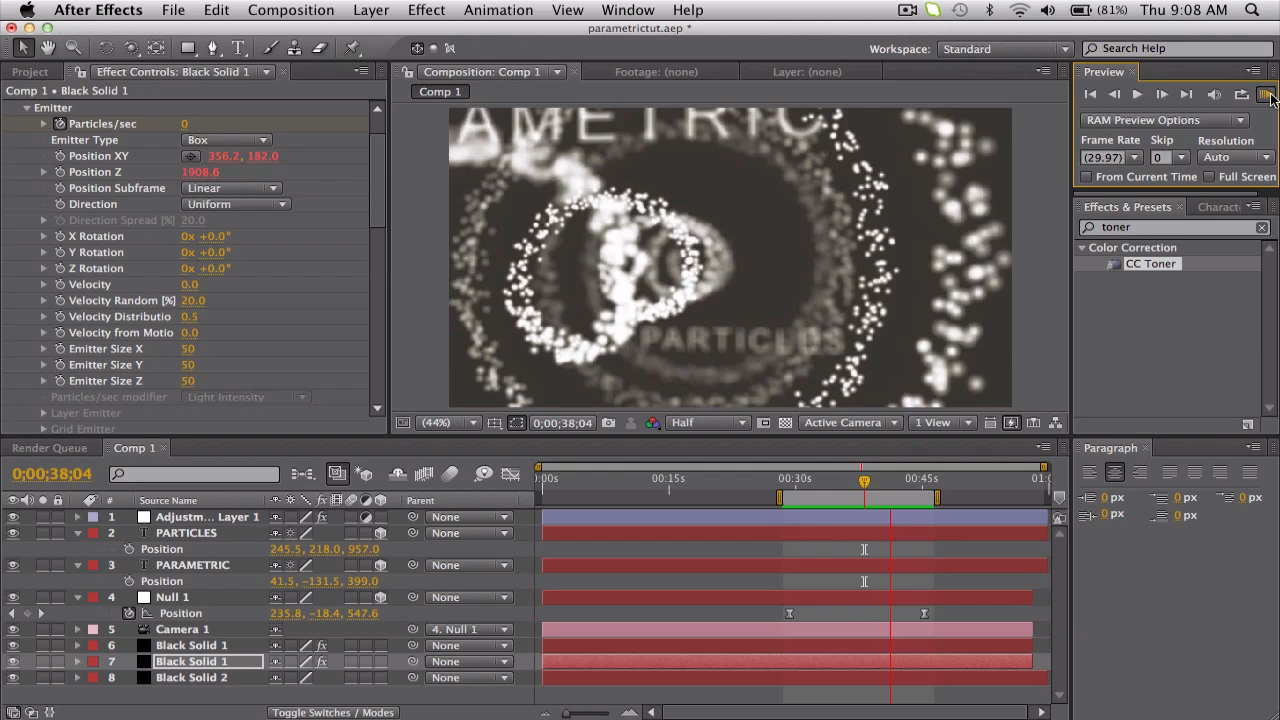 After Effects File Edit Composition Layer Effect Animation View Window Help (81%) Thu 9:08 AM
parametrictut.aep *
Workspace: Standard Search Help
Project Effect Controls: Black Solid 1 Composition: Comp 1 Footage: (none) Layer: (none) Preview
Comp 1 • Black Solid 1
Comp 1
Emitter
Particles/sec 0
Emitter Type Box
Position XY 356.2, 182.0
Position Z 1908.6
Position Subframe Linear
Direction Uniform
Direction Spread [%] 20.0
X Rotation 0x +0.0°
Y Rotation 0x +0.0°
Z Rotation 0x +0.0°
Velocity 0.0
Velocity Random [%] 20.0
Velocity Distributio 0.5
Velocity from Motio 0.0
Emitter Size X 50
Emitter Size Y 50
Emitter Size Z 50
Particles/sec modifier Light Intensity
Layer Emitter
Grid Emitter
AMETRIC
PARTICLES
(44%) 0;00;38;04 Half Active Camera 1 View
RAM Preview Options
Frame Rate Skip Resolution
(29.97) 0 Auto
From Current Time Full Screen
Effects & Presets Charact
toner
Color Correction
CC Toner
Render Queue Comp 1
0;00;38;04
0:00s 00:15s 00:30s 00:45s 01:0
# Source Name Parent
1 Adjustm... Layer 1 None
2 PARTICLES None
Position 245.5, 218.0, 957.0
3 PARAMETRIC None
Position 41.5, -131.5, 399.0
4 Null 1 None
Position 235.8, -18.4, 547.6
5 Camera 1 4. Null 1
6 Black Solid 1 None
7 Black Solid 1 None
8 Black Solid 2 None
Toggle Switches / Modes
Paragraph
0 px 0 px 0 px
0 px 0 px